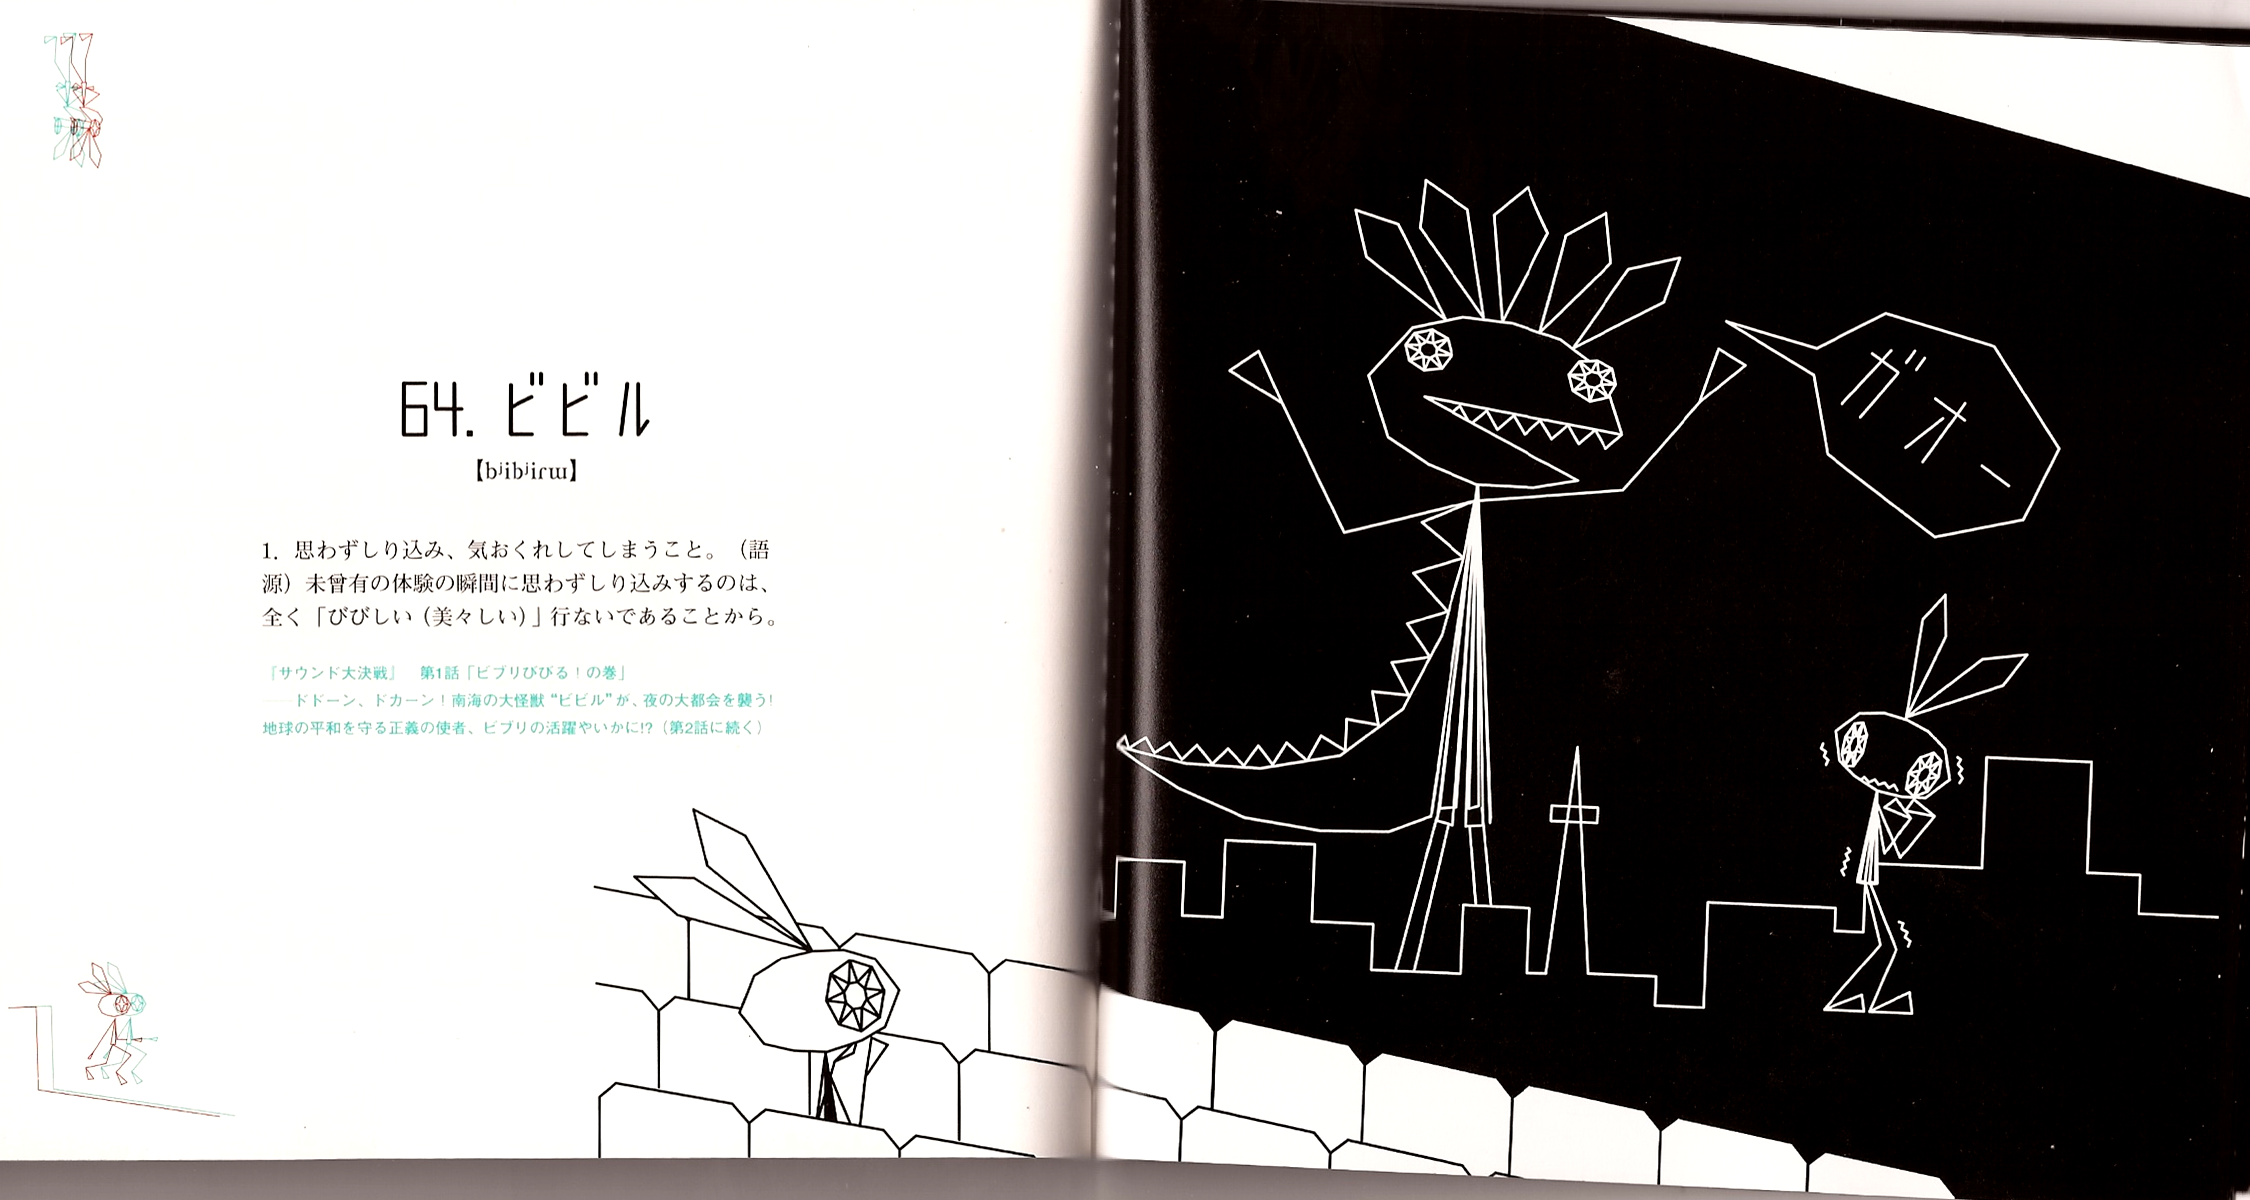 64. ビビル
【bʲibʲiɾɯ】
1. 思わずしり込み、気おくれしてしまうこと。（語
源）未曾有の体験の瞬間に思わずしり込みするのは、
全く「びびしい（美々しい）」行ないであることから。
『サウンド大決戦』　第1話「ビブリびびる！の巻」
――ドドーン、ドカーン！南海の大怪獣“ビビル”が、夜の大都会を襲う!
地球の平和を守る正義の使者、ビブリの活躍やいかに!?（第2話に続く）
ガオー